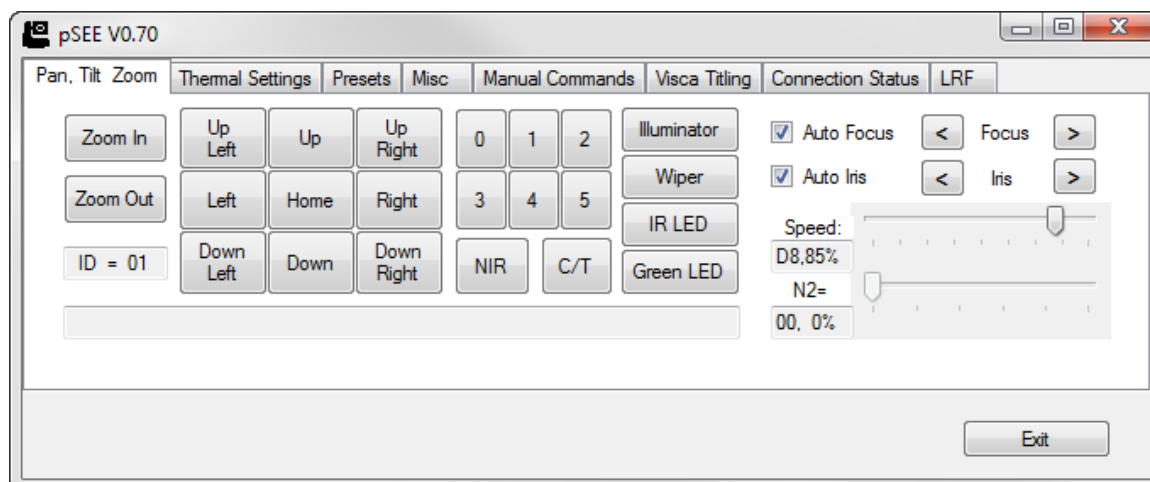 pSEE V0.70
Pan, Tilt Zoom Thermal Settings Presets Misc Manual Commands Visca Titling Connection Status LRF
Zoom In
Zoom Out
ID = 01
Up Left
Up
Up Right
Left
Home
Right
Down Left
Down
Down Right
0 1 2
3 4 5
NIR C/T
Illuminator
Wiper
IR LED
Green LED
Auto Focus < Focus >
Auto Iris < Iris >
Speed:
D8,85%
N2=
00, 0%
Exit